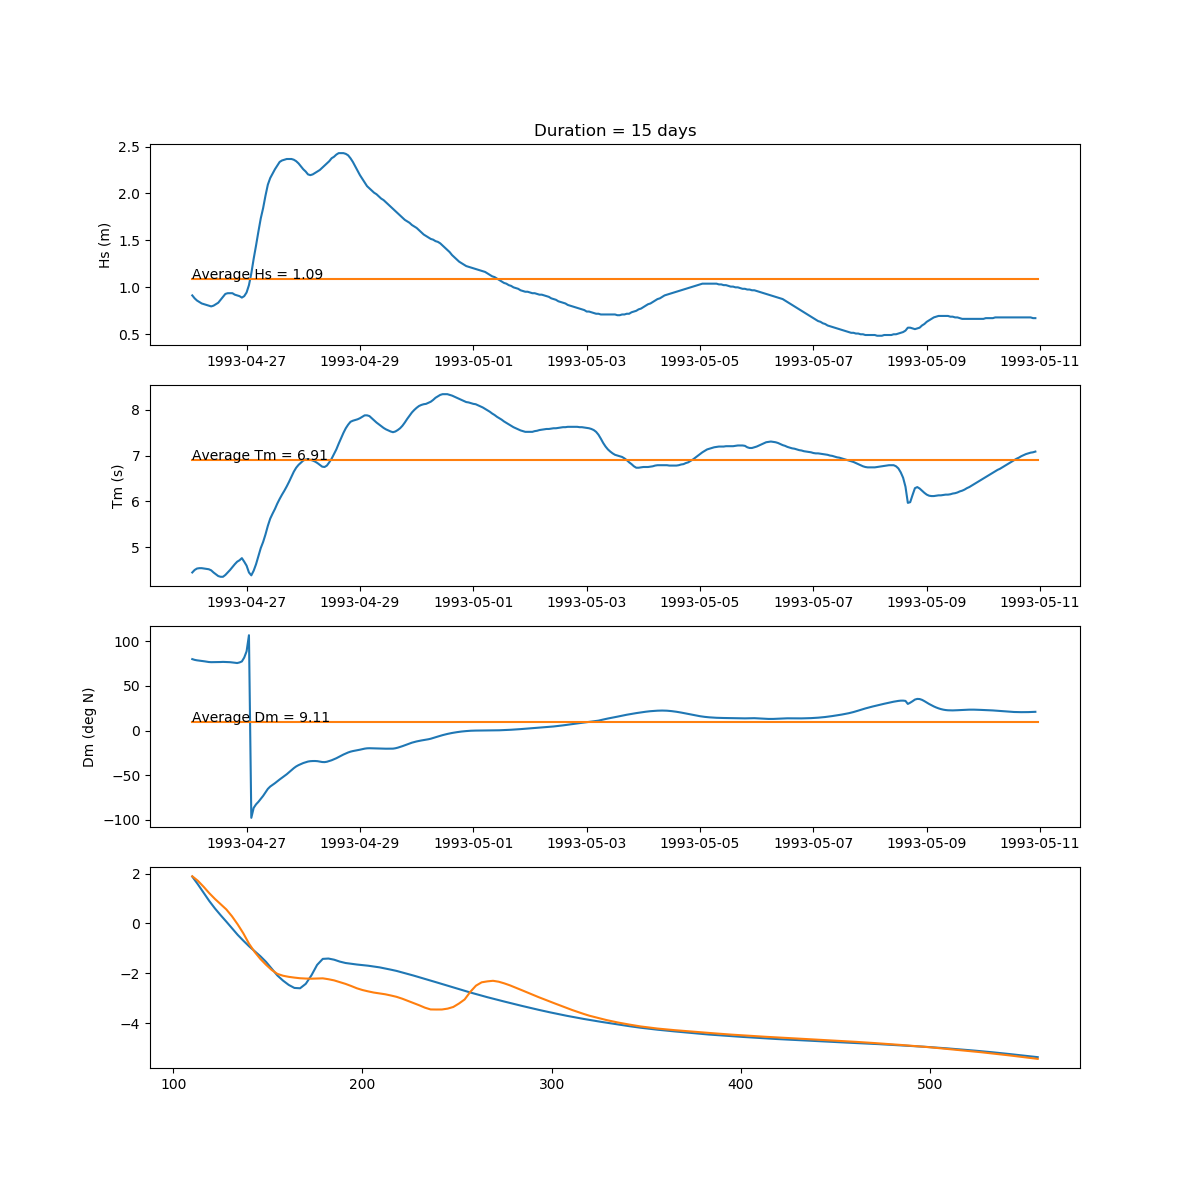 Duration = 15 days
2.5
2.0
1.5
1.0
0.5
Hs (m)
Average Hs = 1.09
1993-04-27 1993-04-29 1993-05-01 1993-05-03 1993-05-05 1993-05-07 1993-05-09 1993-05-11
8
7
6
5
Tm (s)
Average Tm = 6.91
1993-04-27 1993-04-29 1993-05-01 1993-05-03 1993-05-05 1993-05-07 1993-05-09 1993-05-11
100
50
0
−50
−100
Dm (deg N)
Average Dm = 9.11
1993-04-27 1993-04-29 1993-05-01 1993-05-03 1993-05-05 1993-05-07 1993-05-09 1993-05-11
2
0
−2
−4
100 200 300 400 500